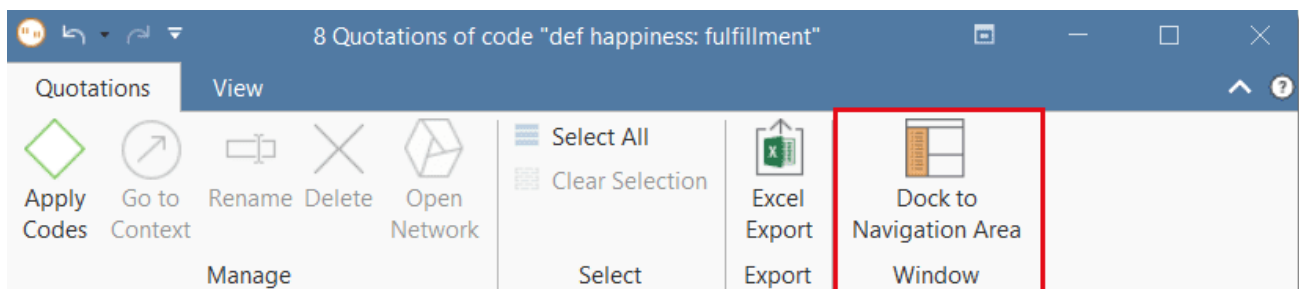 8 Quotations of code "def happiness: fulfillment"
Quotations View
Apply Codes Go to Context Rename Delete Open Network
Select All
Clear Selection
Excel Export
Dock to Navigation Area
Manage Select Export Window